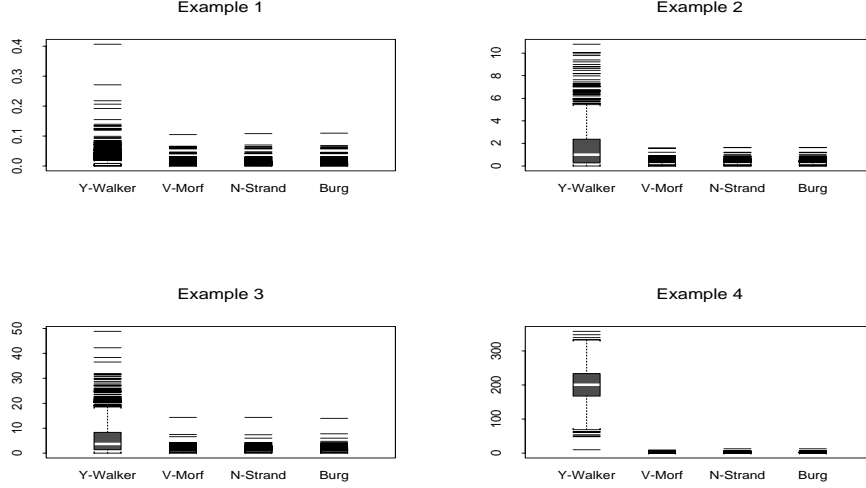 Example 1
0.4
0.3
0.2
0.1
0.0
Y-Walker V-Morf N-Strand Burg
Example 2
10
8
6
4
2
0
Y-Walker V-Morf N-Strand Burg
Example 3
50
40
30
20
10
0
Y-Walker V-Morf N-Strand Burg
Example 4
300
200
100
0
Y-Walker V-Morf N-Strand Burg